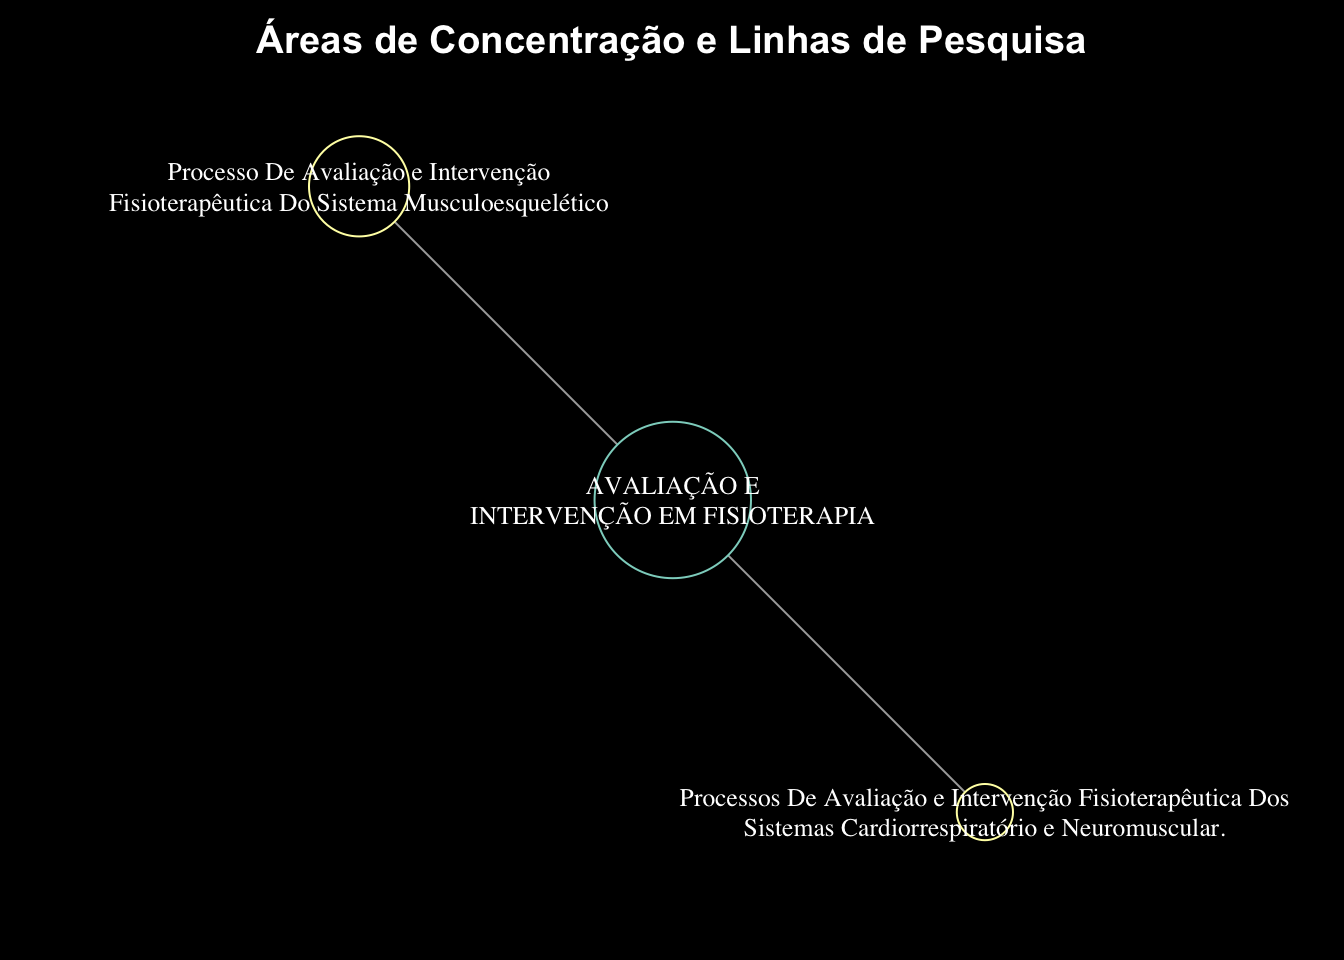 Áreas de Concentração e Linhas de Pesquisa
Processo De Avaliação e Intervenção
Fisioterapêutica Do Sistema Musculoesquelético
AVALIAÇÃO E
INTERVENÇÃO EM FISIOTERAPIA
Processos De Avaliação e Intervenção Fisioterapêutica Dos
Sistemas Cardiorrespiratório e Neuromuscular.